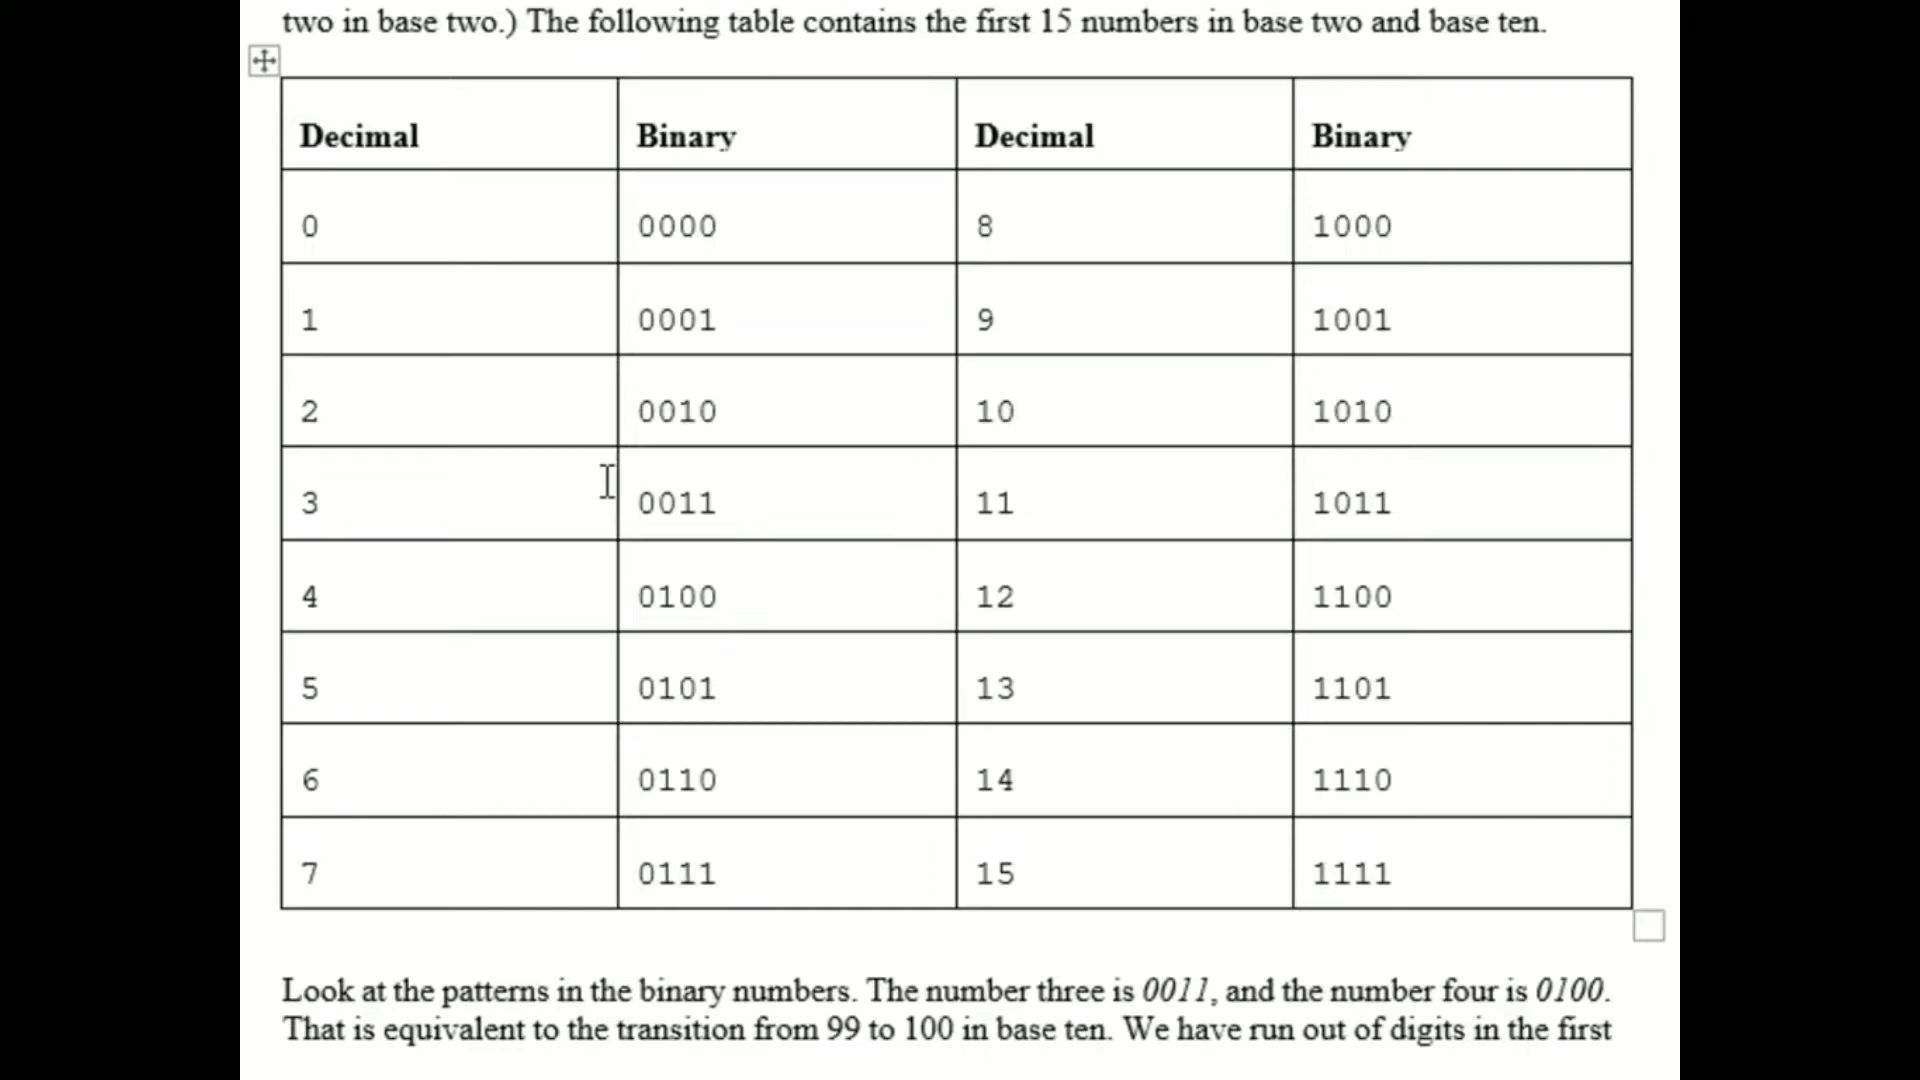 two in base two.) The following table contains the first 15 numbers in base two and base ten.
Decimal Binary Decimal Binary
0 0000 8 1000
1 0001 9 1001
2 0010 10 1010
3 0011 11 1011
4 0100 12 1100
5 0101 13 1101
6 0110 14 1110
7 0111 15 1111
Look at the patterns in the binary numbers. The number three is 0011, and the number four is 0100.
That is equivalent to the transition from 99 to 100 in base ten. We have run out of digits in the first